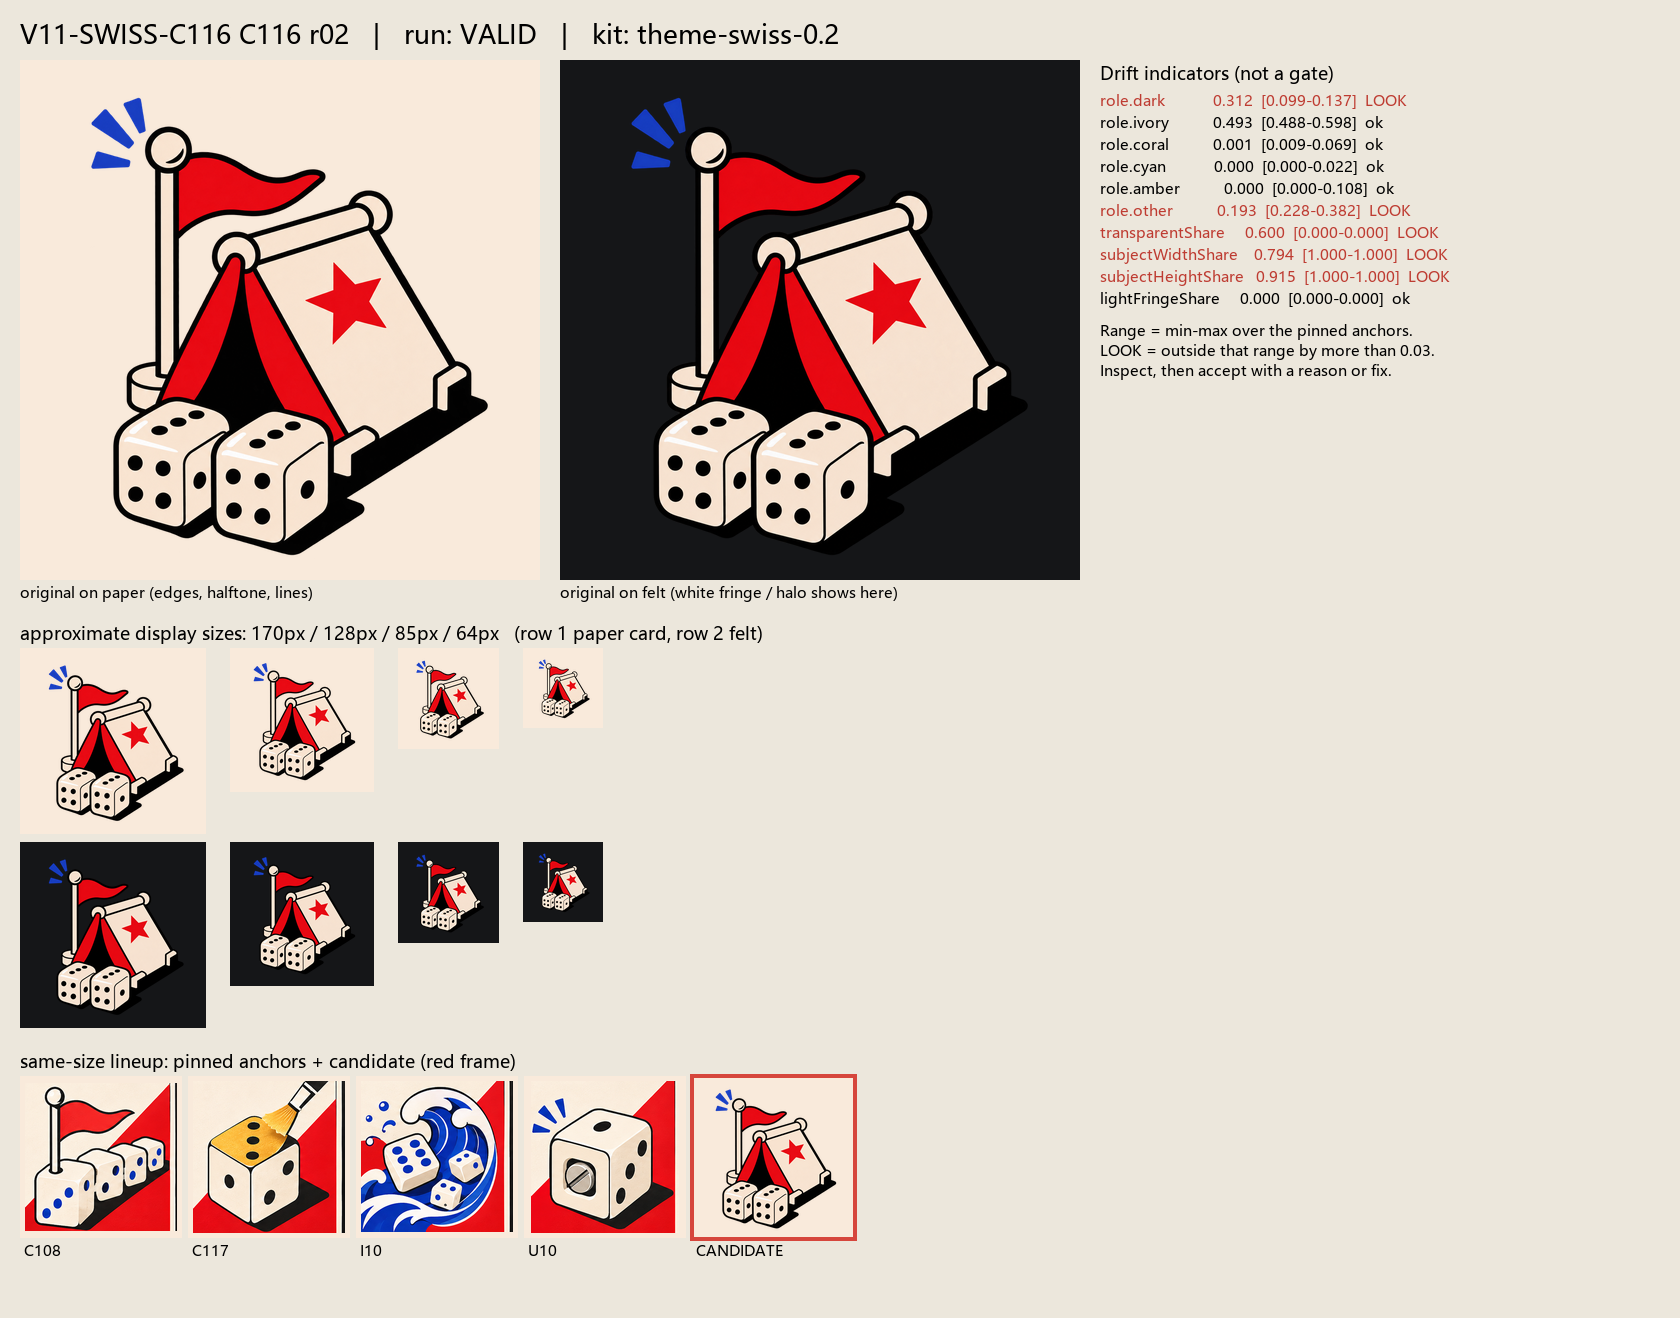 V11-SWISS-C116 C116 r02 | run: VALID | kit: theme-swiss-0.2
Drift indicators (not a gate)
role.dark 0.312 [0.099-0.137] LOOK
role.ivory 0.493 [0.488-0.598] ok
role.coral 0.001 [0.009-0.069] ok
role.cyan 0.000 [0.000-0.022] ok
role.amber 0.000 [0.000-0.108] ok
role.other 0.193 [0.228-0.382] LOOK
transparentShare 0.600 [0.000-0.000] LOOK
subjectWidthShare 0.794 [1.000-1.000] LOOK
subjectHeightShare 0.915 [1.000-1.000] LOOK
lightFringeShare 0.000 [0.000-0.000] ok
Range = min-max over the pinned anchors.
LOOK = outside that range by more than 0.03.
Inspect, then accept with a reason or fix.
original on paper (edges, halftone, lines)
original on felt (white fringe / halo shows here)
approximate display sizes: 170px / 128px / 85px / 64px (row 1 paper card, row 2 felt)
same-size lineup: pinned anchors + candidate (red frame)
C108
C117
I10
U10
CANDIDATE